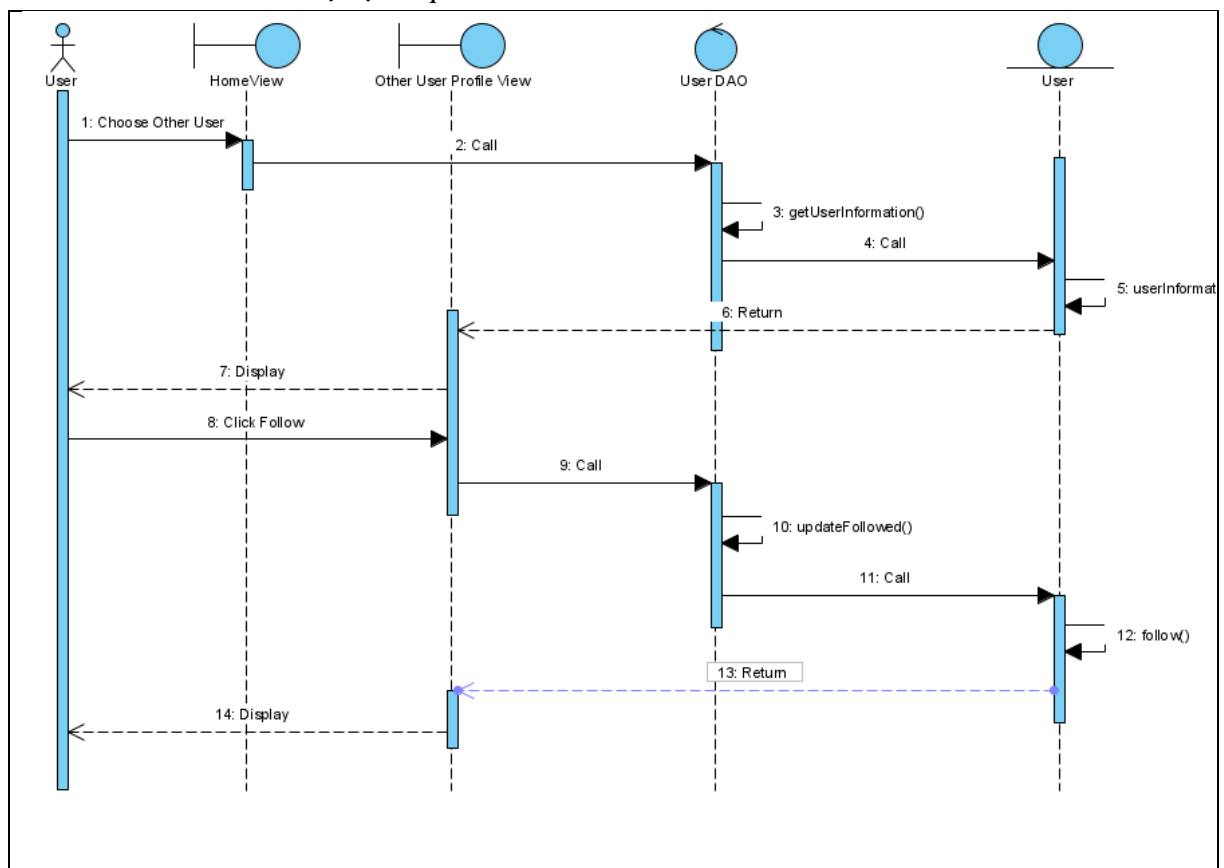 User
HomeView
Other User Profile View
User DAO
User
1: Choose Other User
2: Call
3: getUserInformation()
4: Call
5: userInformat
6: Return
7: Display
8: Click Follow
9: Call
10: updateFollowed()
11: Call
12: follow()
13: Return
14: Display